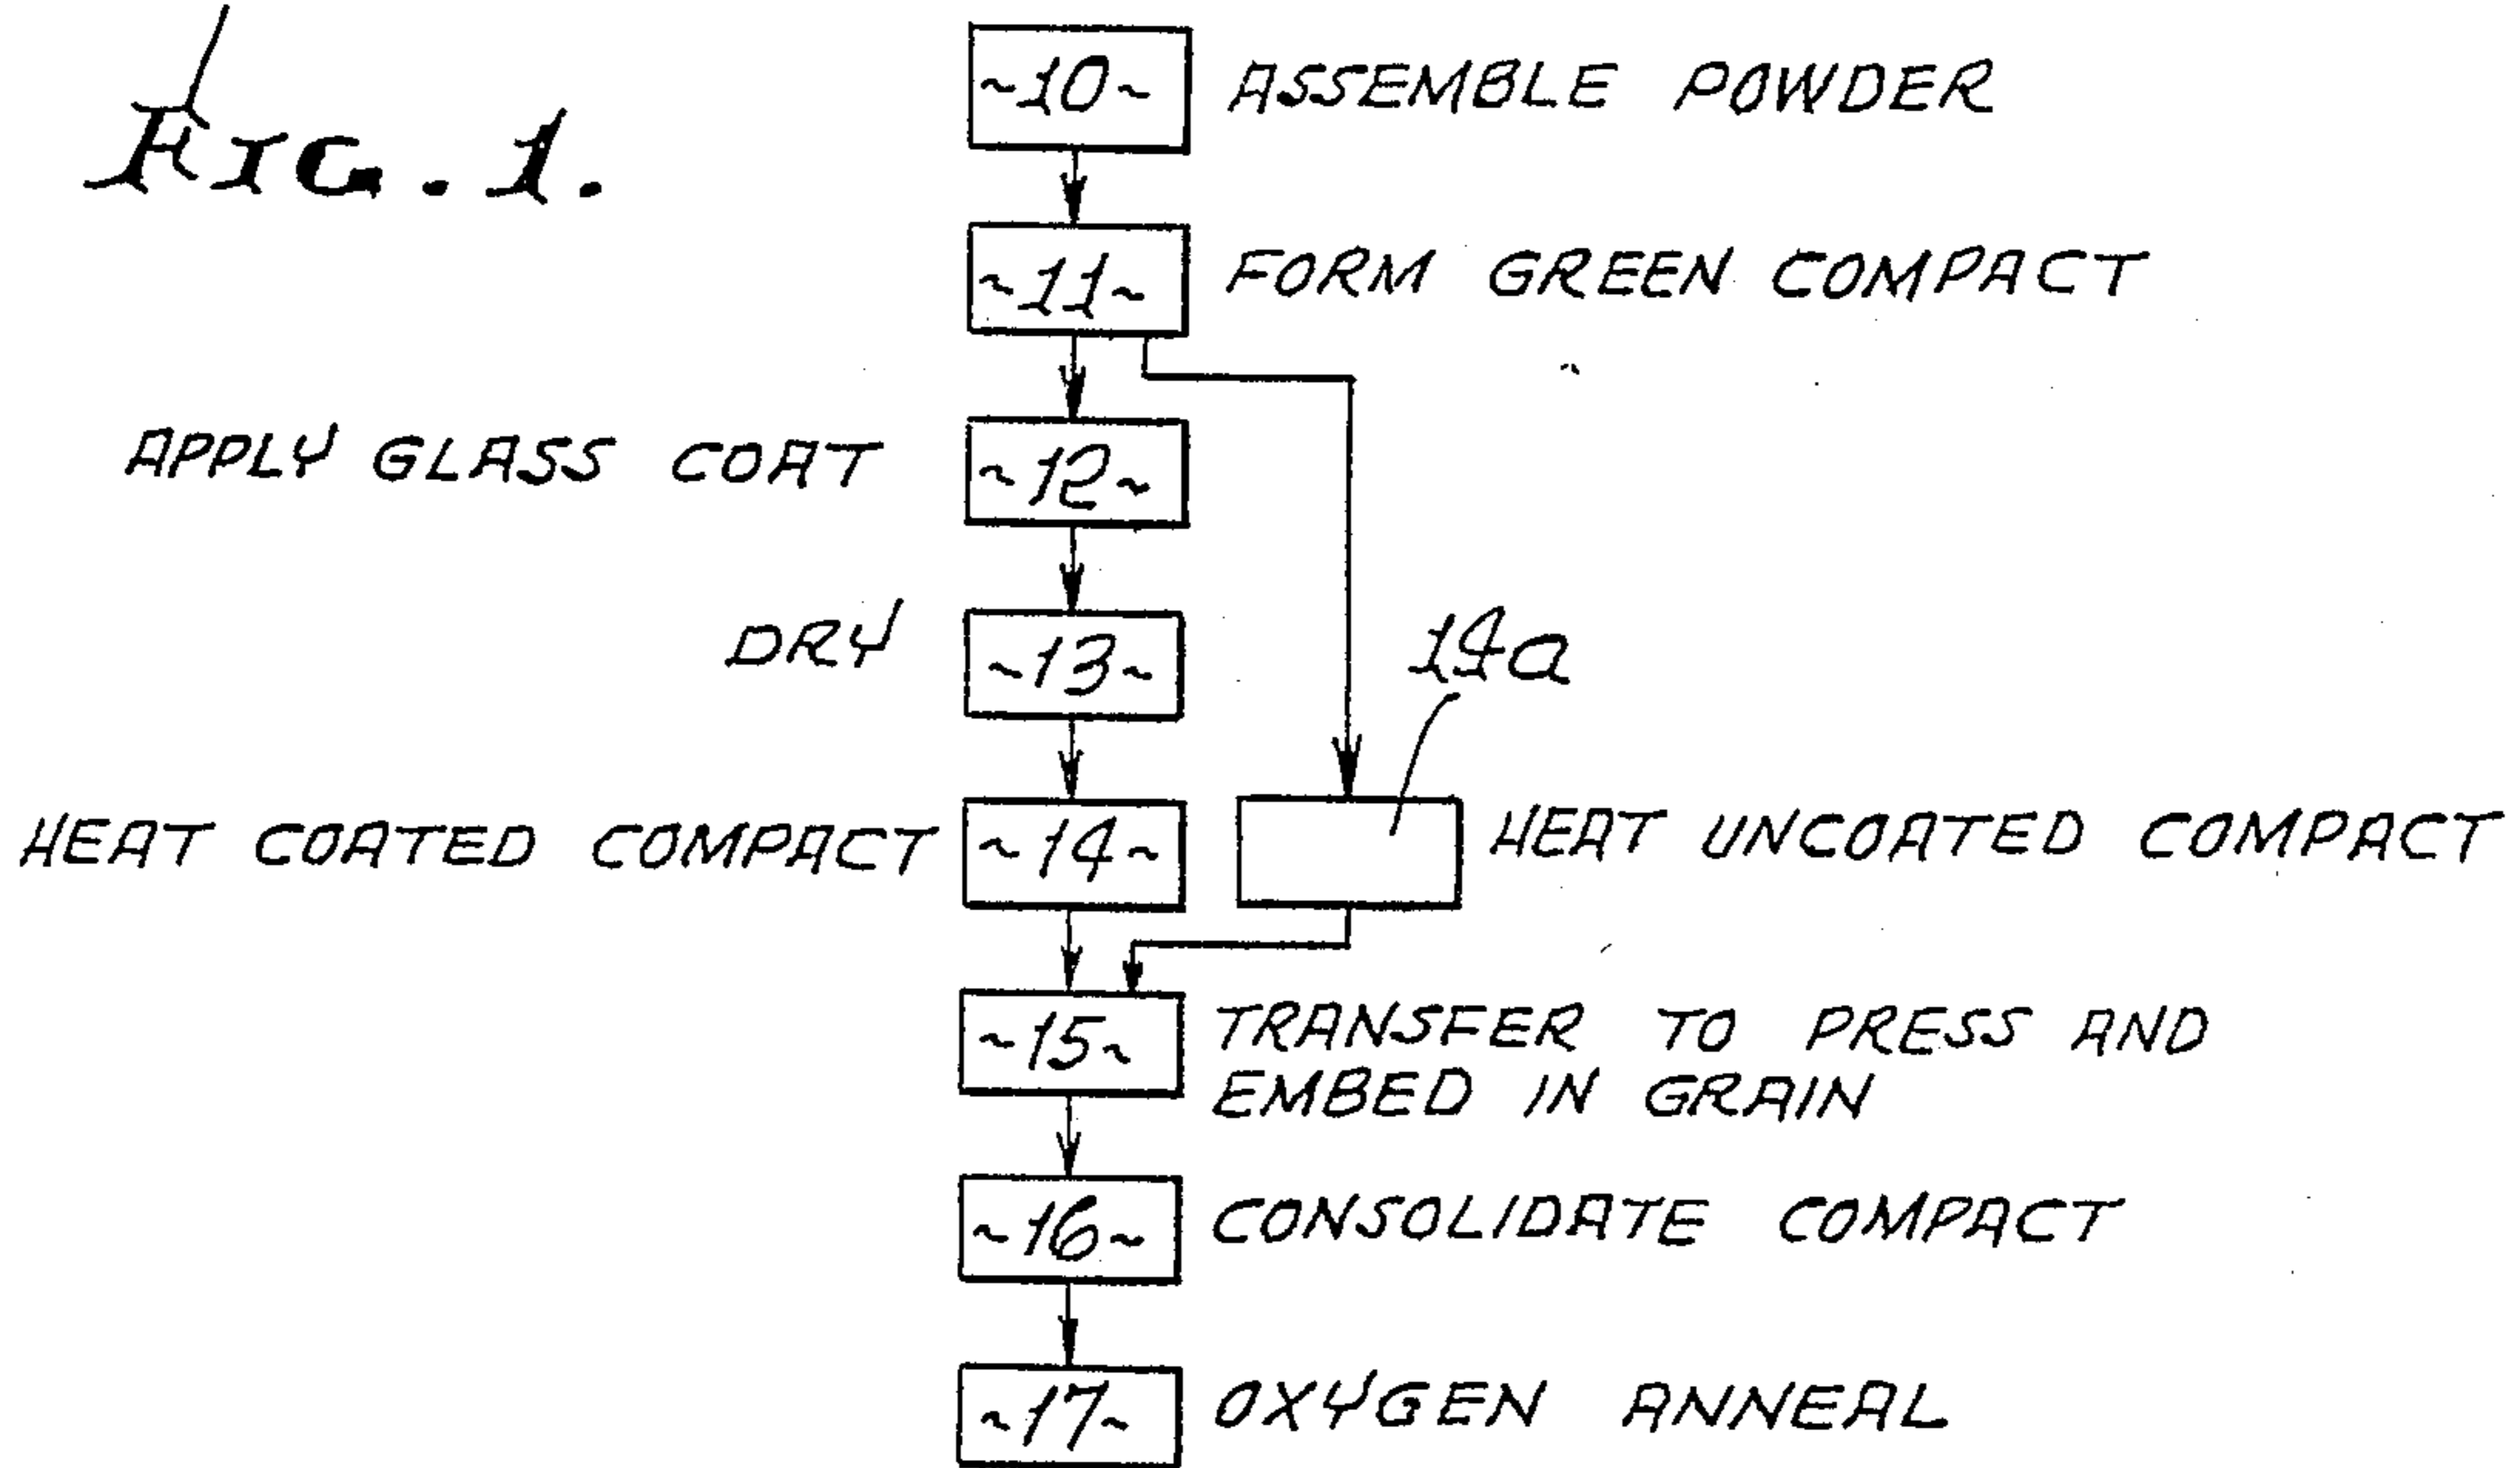 FIG. 1.
~10~ ASSEMBLE POWDER
~11~ FORM GREEN COMPACT
APPLY GLASS COAT ~12~
DRY ~13~
14a
HEAT COATED COMPACT ~14~ HEAT UNCOATED COMPACT
~15~ TRANSFER TO PRESS AND
EMBED IN GRAIN
~16~ CONSOLIDATE COMPACT
~17~ OXYGEN ANNEAL